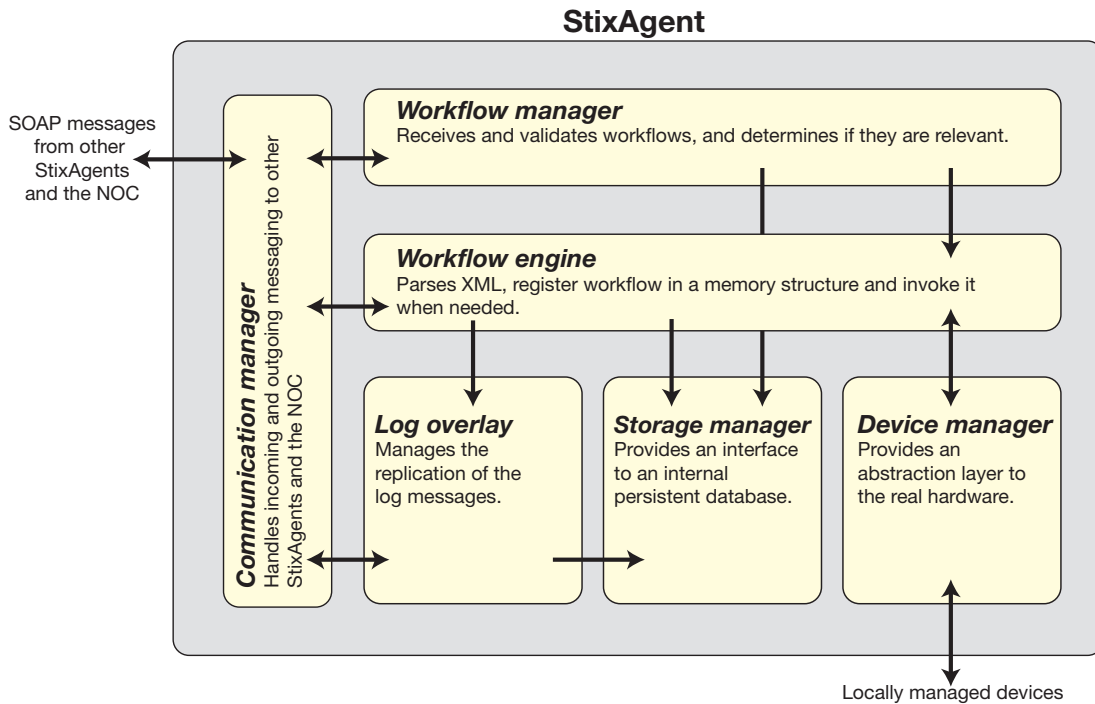 StixAgent
SOAP messages
from other
StixAgents
and the NOC
Communication manager
Handles incoming and outgoing messaging to other
StixAgents and the NOC
Workflow manager
Receives and validates workflows, and determines if they are relevant.
Workflow engine
Parses XML, register workflow in a memory structure and invoke it
when needed.
Log overlay
Manages the
replication of the
log messages.
Storage manager
Provides an interface
to an internal
persistent database.
Device manager
Provides an
abstraction layer to
the real hardware.
Locally managed devices